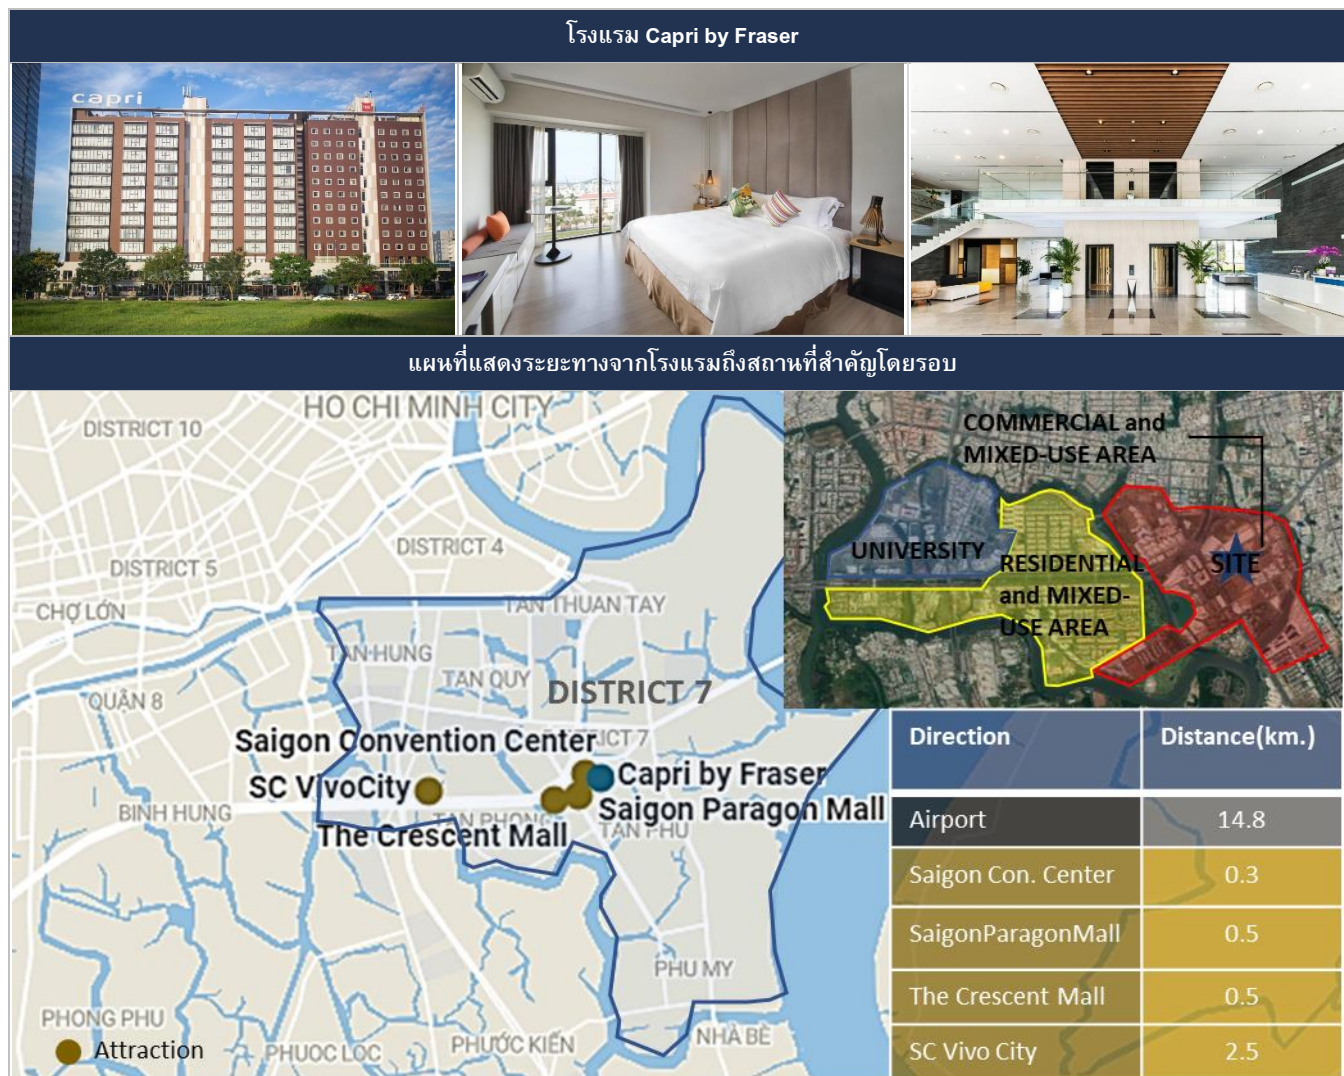 โรงแรม Capri by Fraser
capri
แผนที่แสดงระยะทางจากโรงแรมถึงสถานที่สำคัญโดยรอบ
HO CHI MINH CITY
DISTRICT 10
DISTRICT 4
DISTRICT 5
CHỢ LỚN
TAN THUAN TAY
TAN HUNG
TAN QUY
QUẬN 8
DISTRICT 7
Saigon Convention Center
ICT 7
Capri by Fraser
SC VivoCity
Saigon Paragon Mall
BINH HUNG
TAN PHONG
TAN PHU
The Crescent Mall
PHU MY
PHONG PHU
NHÀ BÈ
PHUOC LOC
PHƯỚC KIẾN
Attraction
COMMERCIAL and
MIXED-USE AREA
UNIVERSITY
SITE
RESIDENTIAL
and MIXED-
USE AREA
Direction Distance(km.)
Airport 14.8
Saigon Con. Center 0.3
SaigonParagonMall 0.5
The Crescent Mall 0.5
SC Vivo City 2.5